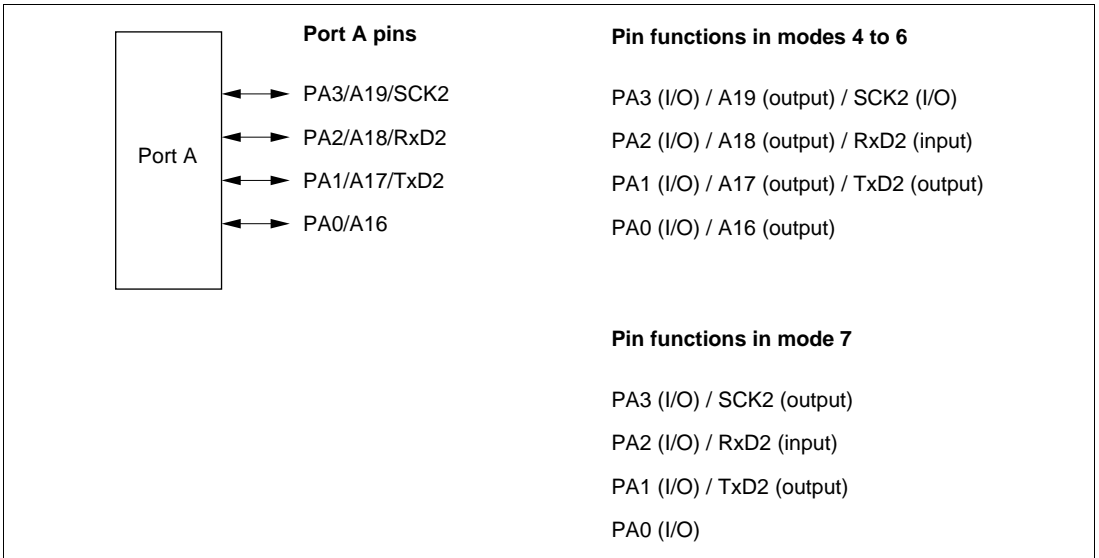 Port A
Port A pins
PA3/A19/SCK2
PA2/A18/RxD2
PA1/A17/TxD2
PA0/A16
Pin functions in modes 4 to 6
PA3 (I/O) / A19 (output) / SCK2 (I/O)
PA2 (I/O) / A18 (output) / RxD2 (input)
PA1 (I/O) / A17 (output) / TxD2 (output)
PA0 (I/O) / A16 (output)
Pin functions in mode 7
PA3 (I/O) / SCK2 (output)
PA2 (I/O) / RxD2 (input)
PA1 (I/O) / TxD2 (output)
PA0 (I/O)